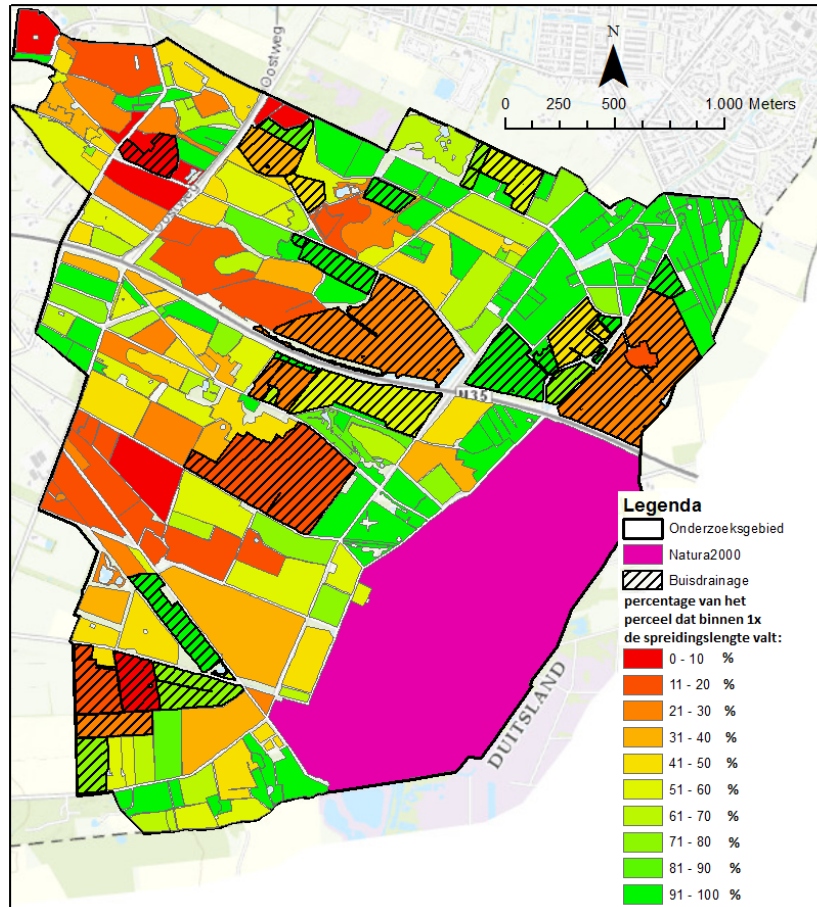 Oostweg
N
0 250 500 1.000 Meters
Oostweg
N35
DUITSLAND
Legenda
Onderzoeksgebied
Natura2000
Buisdrainage
percentage van het
perceel dat binnen 1x
de spreidingslengte valt:
0 - 10 %
11 - 20 %
21 - 30 %
31 - 40 %
41 - 50 %
51 - 60 %
61 - 70 %
71 - 80 %
81 - 90 %
91 - 100 %